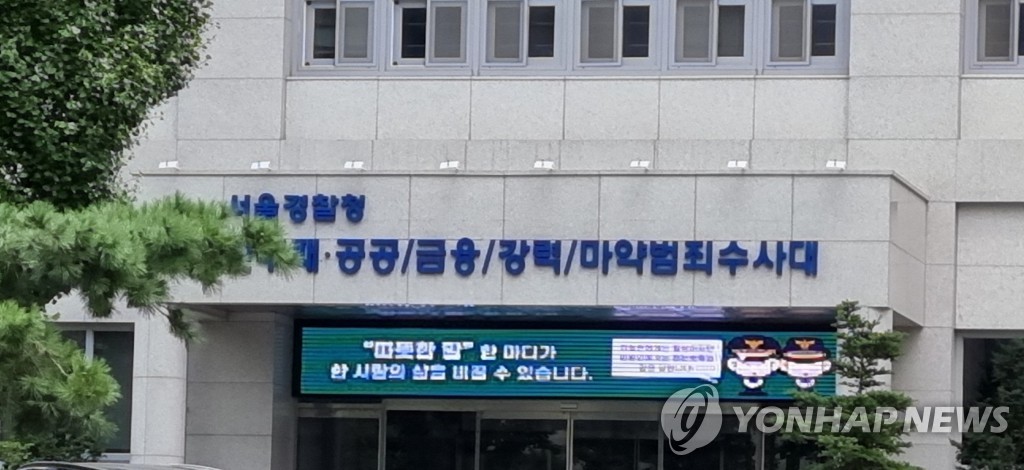 서울경찰청
·공공/금융/강력/마약범죄수사대
"따뜻한 말" 한 마디가
한 사람의 삶을 바꿀 수 있습니다.
YONHAPNEWS